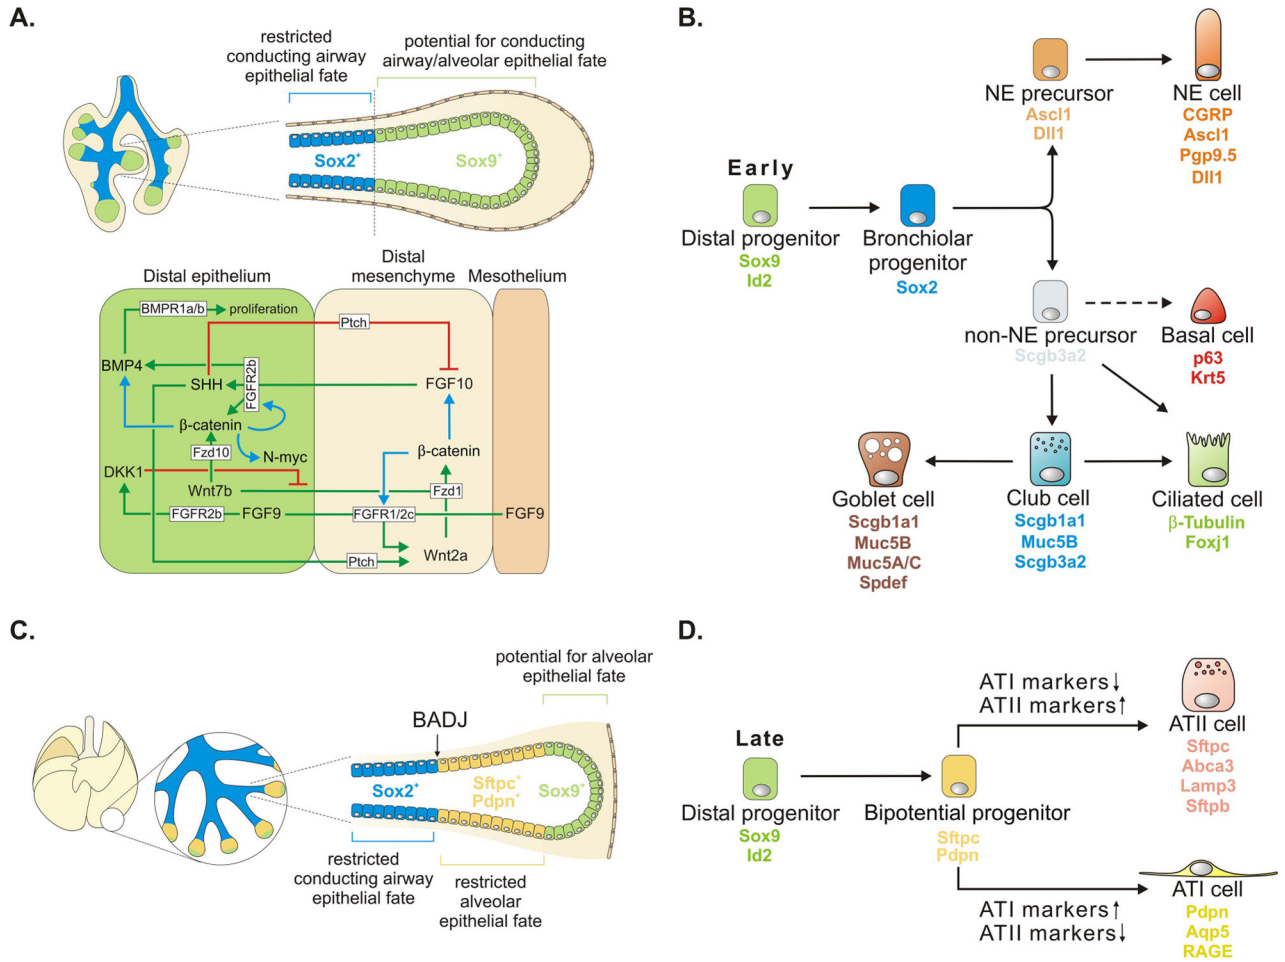 A.
restricted
conducting airway
epithelial fate
potential for conducting
airway/alveolar epithelial fate
Sox2+
Sox9+
Distal epithelium
Distal
mesenchyme
Mesothelium
BMPR1a/b
proliferation
Ptch
BMP4
SHH
FGFR2b
FGF10
β-catenin
Fzd10
N-myc
β-catenin
DKK1
Wnt7b
Fzd1
FGFR2b
FGF9
FGFR1/2c
FGF9
Wnt2a
Ptch
B.
NE precursor
Ascl1
Dll1
NE cell
CGRP
Ascl1
Pgp9.5
Dll1
Early
Distal progenitor
Sox9
Id2
Bronchiolar
progenitor
Sox2
non-NE precursor
Scgb3a2
Basal cell
p63
Krt5
Goblet cell
Scgb1a1
Muc5B
Muc5A/C
Spdef
Club cell
Scgb1a1
Muc5B
Scgb3a2
Ciliated cell
β-Tubulin
Foxj1
C.
potential for alveolar
epithelial fate
BADJ
Sox2+
Sftpc+
Pdpn+
Sox9+
restricted
conducting airway
epithelial fate
restricted
alveolar
epithelial fate
D.
Late
Distal progenitor
Sox9
Id2
Bipotential progenitor
Sftpc
Pdpn
ATI markers↓
ATII markers↑
ATII cell
Sftpc
Abca3
Lamp3
Sftpb
ATI markers↑
ATII markers↓
ATI cell
Pdpn
Aqp5
RAGE